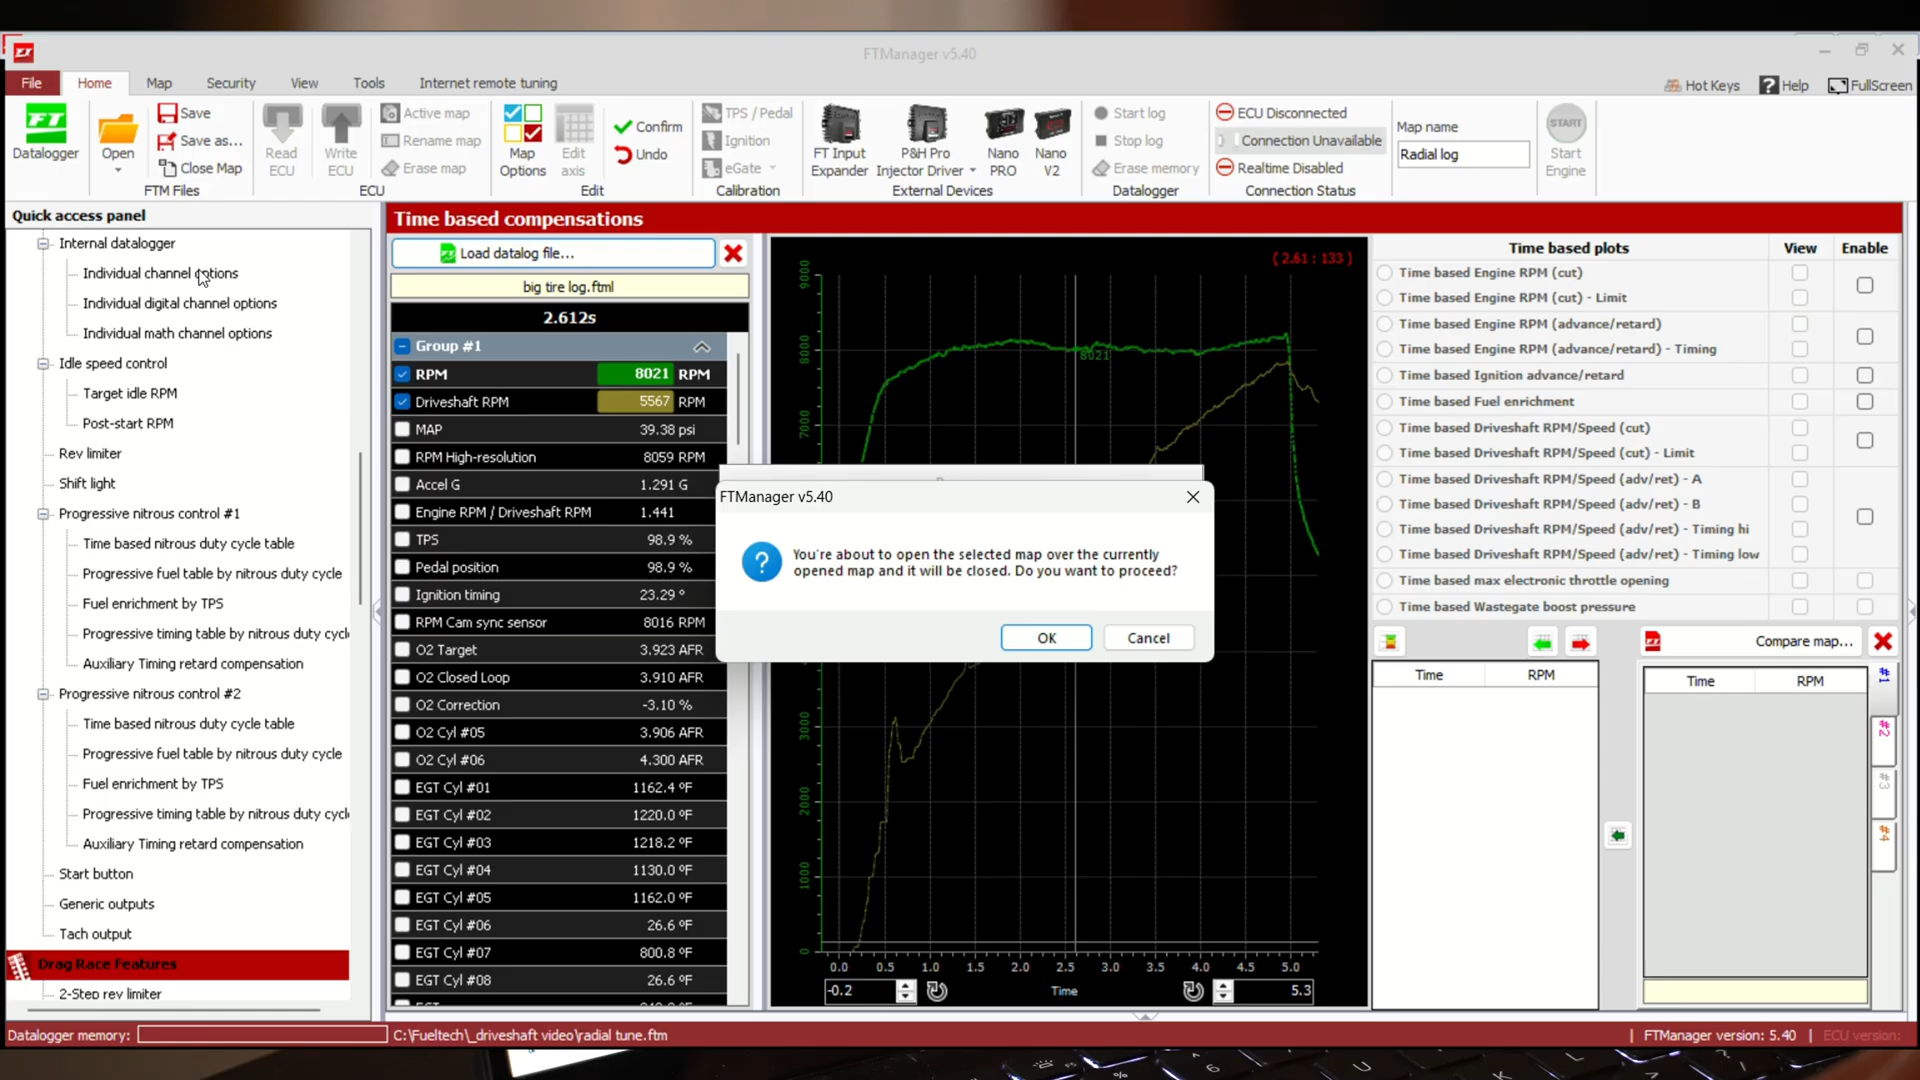 FTManager v5.40
File
Home
Map
Security
View
Tools
Internet remote tuning
Hot Keys
Help
FullScreen
FT
Datalogger
Open
Save
Save as...
Close Map
FTM Files
Read ECU
Write ECU
Active map
Rename map
Erase map
ECU
Map Options
Edit axis
Confirm
Undo
Edit
TPS / Pedal
Ignition
eGate
Calibration
FT Input Expander
P&H Pro Injector Driver
Nano PRO
Nano V2
External Devices
Start log
Stop log
Erase memory
Datalogger
ECU Disconnected
Connection Unavailable
Realtime Disabled
Connection Status
Map name
Radial log
START
Start Engine
Quick access panel
Internal datalogger
Individual channel options
Individual digital channel options
Individual math channel options
Idle speed control
Target idle RPM
Post-start RPM
Rev limiter
Shift light
Progressive nitrous control #1
Time based nitrous duty cycle table
Progressive fuel table by nitrous duty cycle
Fuel enrichment by TPS
Progressive timing table by nitrous duty cycl
Auxiliary Timing retard compensation
Progressive nitrous control #2
Time based nitrous duty cycle table
Progressive fuel table by nitrous duty cycle
Fuel enrichment by TPS
Progressive timing table by nitrous duty cycl
Auxiliary Timing retard compensation
Start button
Generic outputs
Tach output
Drag Race Features
2-Step rev limiter
Time based compensations
Load datalog file...
big tire log.ftml
2.612s
Group #1
RPM 8021 RPM
Driveshaft RPM 5567 RPM
MAP 39.38 psi
RPM High-resolution 8059 RPM
Accel G 1.291 G
Engine RPM / Driveshaft RPM 1.441
TPS 98.9 %
Pedal position 98.9 %
Ignition timing 23.29 º
RPM Cam sync sensor 8016 RPM
O2 Target 3.923 AFR
O2 Closed Loop 3.910 AFR
O2 Correction -3.10 %
O2 Cyl #05 3.906 AFR
O2 Cyl #06 4.300 AFR
EGT Cyl #01 1162.4 ºF
EGT Cyl #02 1220.0 ºF
EGT Cyl #03 1218.2 ºF
EGT Cyl #04 1130.0 ºF
EGT Cyl #05 1162.0 ºF
EGT Cyl #06 26.6 ºF
EGT Cyl #07 800.8 ºF
EGT Cyl #08 26.6 ºF
( 2.61 : 133 )
9000
8000
7000
3000
2000
1000
0
8021
0.0 0.5 1.0 1.5 2.0 2.5 3.0 3.5 4.0 4.5 5.0
-0.2
Time
5.3
FTManager v5.40
You're about to open the selected map over the currently
opened map and it will be closed. Do you want to proceed?
OK
Cancel
Time based plots View Enable
Time based Engine RPM (cut)
Time based Engine RPM (cut) - Limit
Time based Engine RPM (advance/retard)
Time based Engine RPM (advance/retard) - Timing
Time based Ignition advance/retard
Time based Fuel enrichment
Time based Driveshaft RPM/Speed (cut)
Time based Driveshaft RPM/Speed (cut) - Limit
Time based Driveshaft RPM/Speed (adv/ret) - A
Time based Driveshaft RPM/Speed (adv/ret) - B
Time based Driveshaft RPM/Speed (adv/ret) - Timing hi
Time based Driveshaft RPM/Speed (adv/ret) - Timing low
Time based max electronic throttle opening
Time based Wastegate boost pressure
Compare map...
Time RPM
Time RPM
#1
#2
#3
#4
Datalogger memory:
C:\Fueltech\_driveshaft video\radial tune.ftm
FTManager version: 5.40
ECU version: